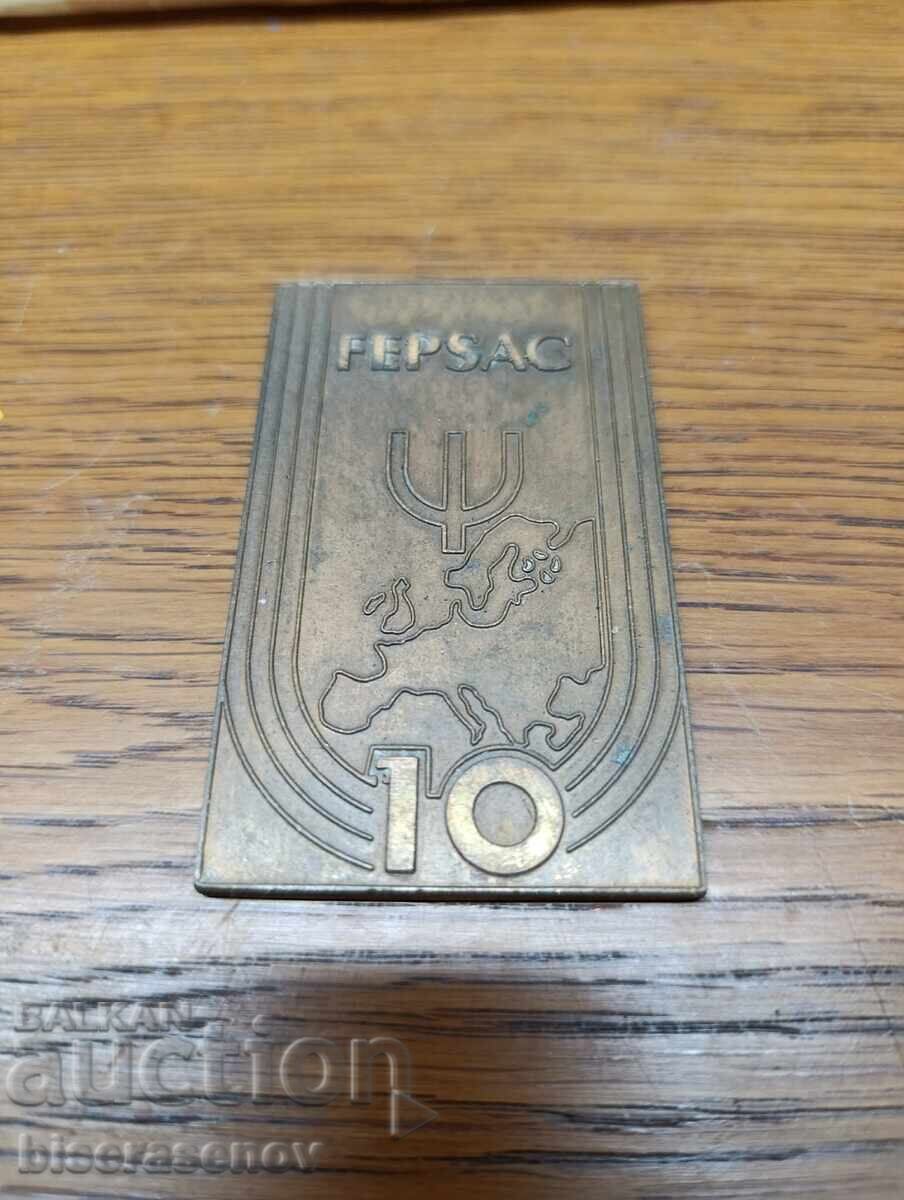 FEPSAC
Ψ
10
BALKAN
auction
biserasenov